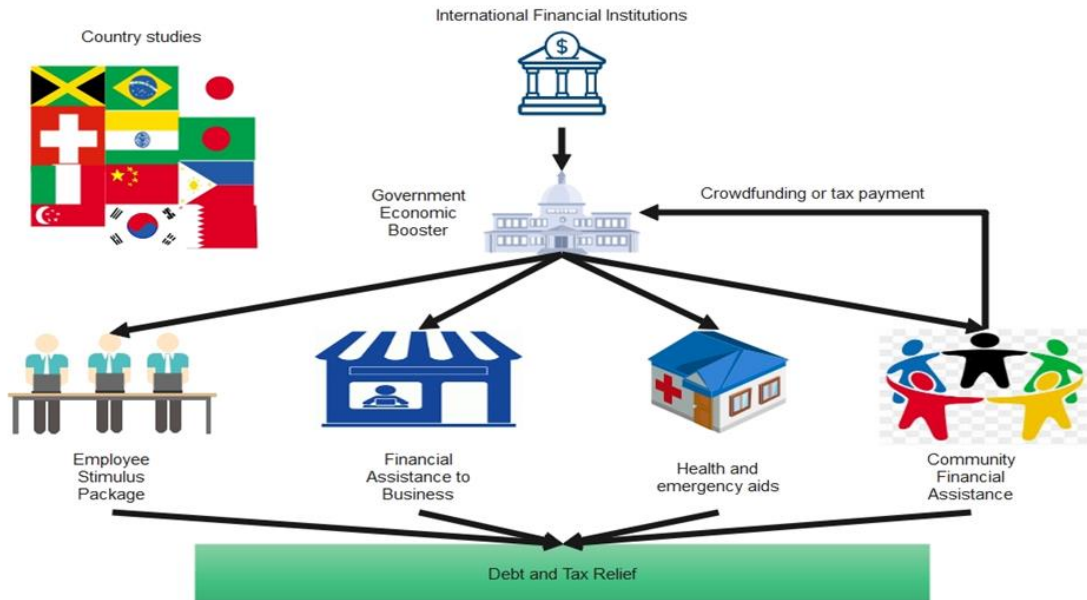 International Financial Institutions
Country studies
$
Government
Economic
Booster
Crowdfunding or tax payment
Employee
Stimulus
Package
Financial
Assistance to
Business
Health and
emergency aids
Community
Financial
Assistance
Debt and Tax Relief